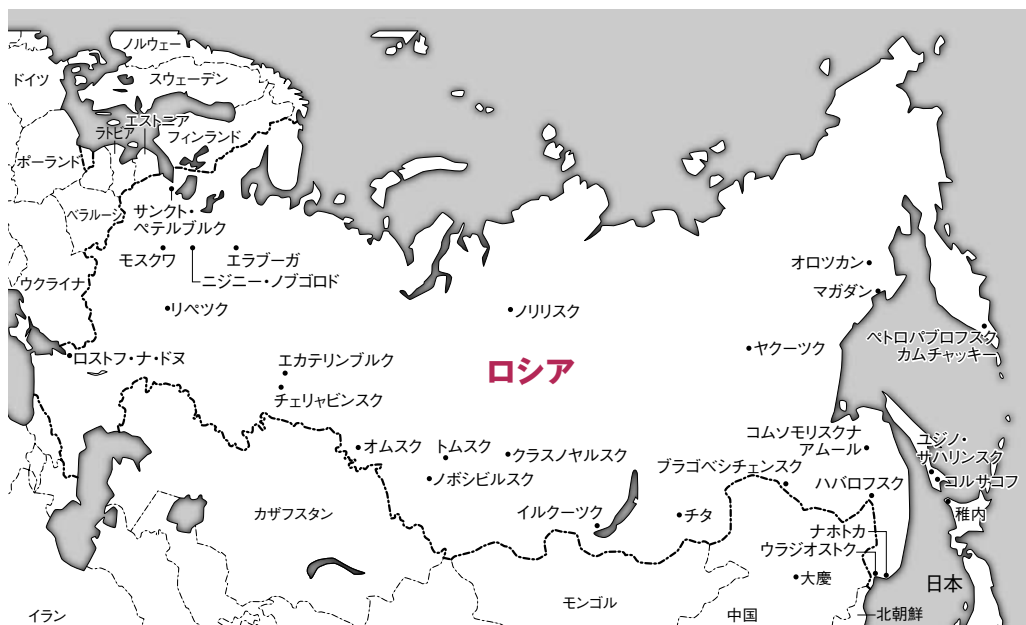 ノルウェー
ドイツ
スウェーデン
エストニア
ラトビア
フィンランド
ポーランド
ベラルーシ
サンクト・
ペテルブルク
モスクワ
エラブーガ
ニジニー・ノブゴロド
ウクライナ
オロツカン
マガダン
リペツク
ノリリスク
ペトロパブロフスク
カムチャッキー
ヤクーツク
ロストフ・ナ・ドヌ
エカテリンブルク
ロシア
チェリャビンスク
コムソモリスクナ
アムール
ユジノ・
サハリンスク
オムスク
トムスク
クラスノヤルスク
ブラゴベシチェンスク
コルサコフ
ノボシビルスク
ハバロフスク
カザフスタン
イルクーツク
チタ
稚内
ナホトカ
ウラジオストク
大慶
日本
イラン
モンゴル
中国
北朝鮮